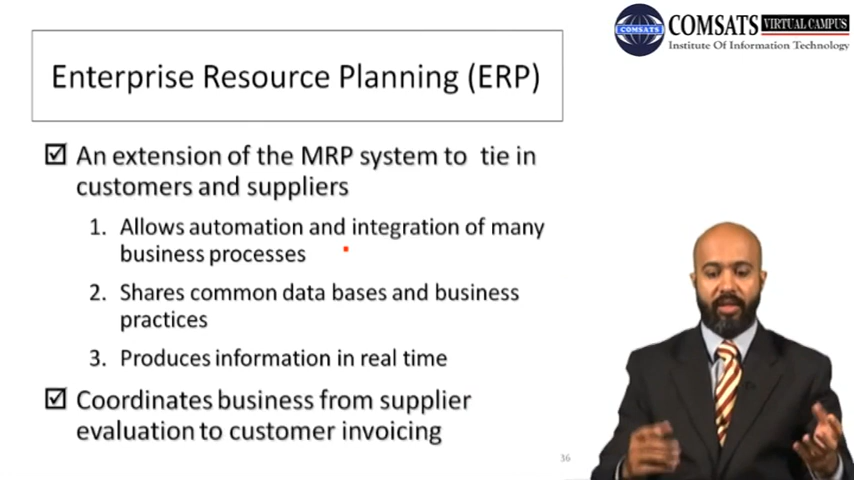 COMSATS VIRTUAL CAMPUS
COMSATS
Institute Of Information Technology
Enterprise Resource Planning (ERP)
An extension of the MRP system to tie in
customers and suppliers
1. Allows automation and integration of many
business processes
2. Shares common data bases and business
practices
3. Produces information in real time
Coordinates business from supplier
evaluation to customer invoicing
36